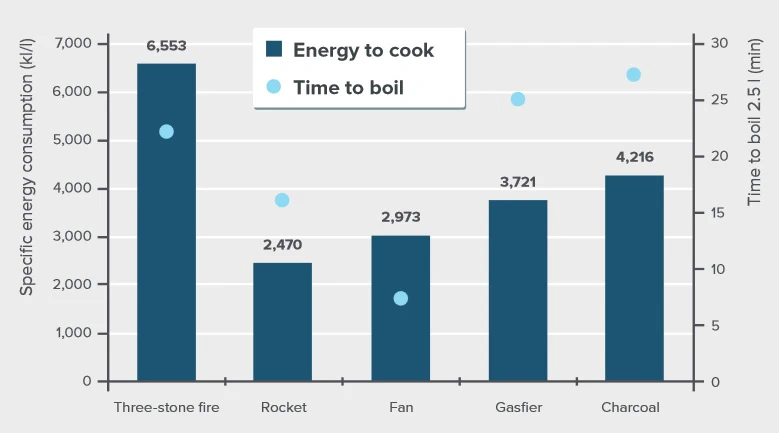 Energy to cook
Time to boil
Specific energy consumption (kl/l)
7,000
6,000
5,000
4,000
3,000
2,000
1,000
0
6,553
2,470
2,973
3,721
4,216
30
25
20
15
10
5
0
Time to boil 2.5 l (min)
Three-stone fire
Rocket
Fan
Gasfier
Charcoal